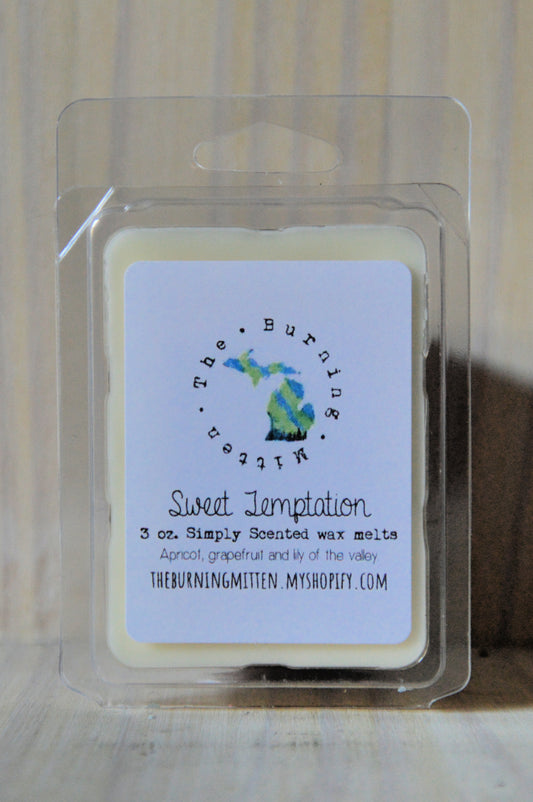 The • Burning • Mitten •
Sweet Temptation
3 oz. Simply Scented wax melts
Apricot, grapefruit and lily of the valley.
THEBURNINGMITTEN.MYSHOPIFY.COM